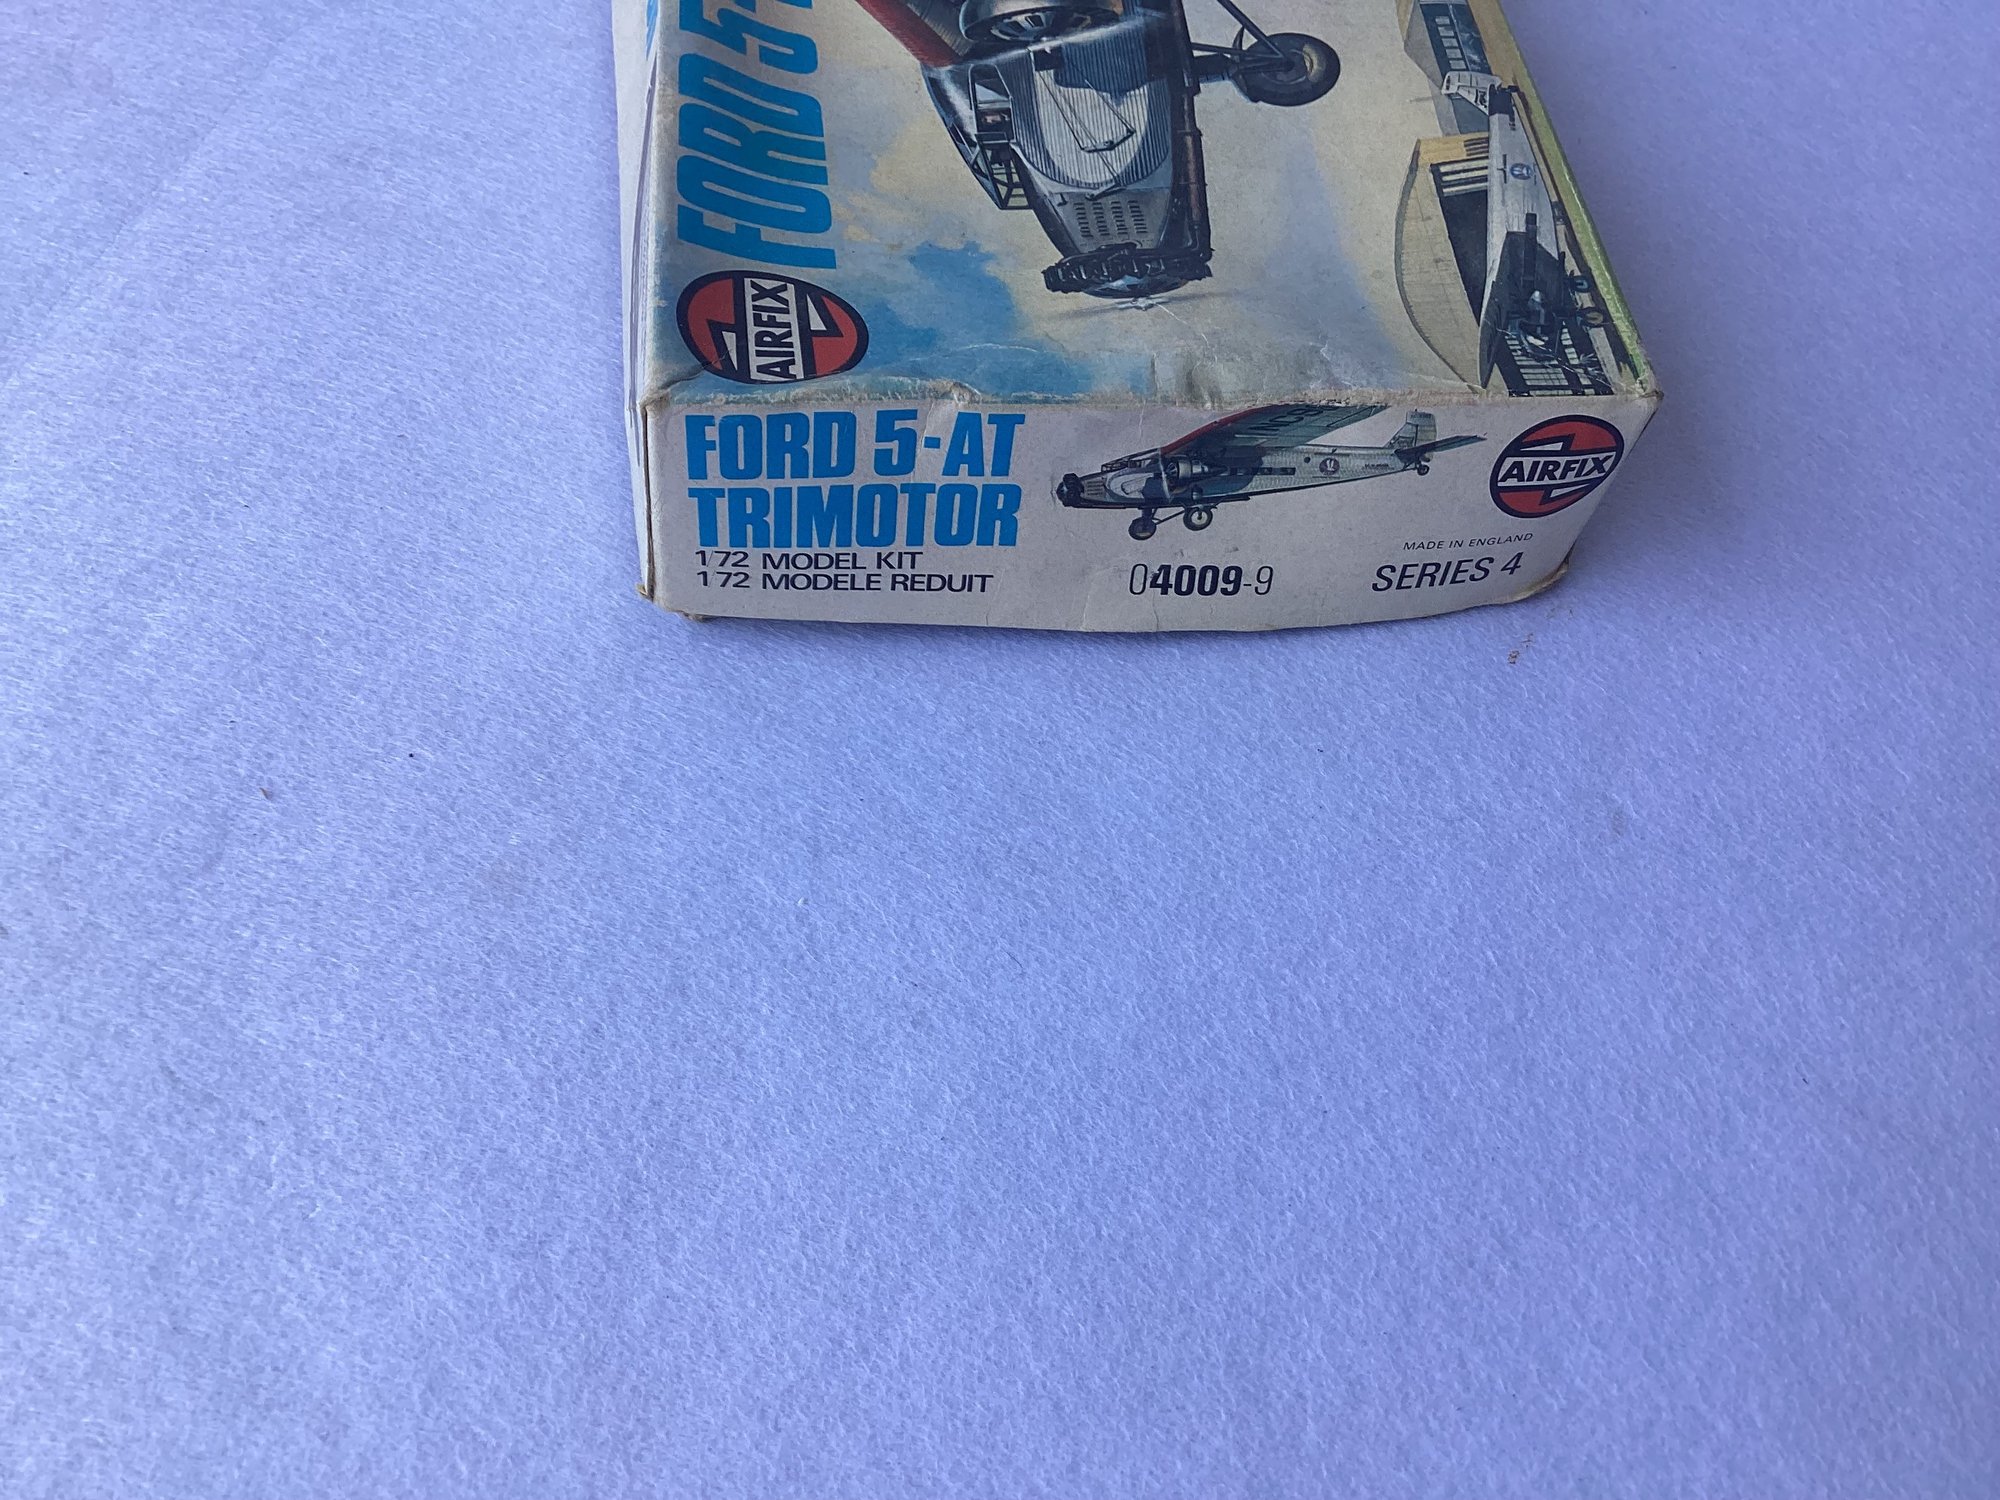 FORD 5-
AIRFIX
FORD 5-AT
TRIMOTOR
1/72 MODEL KIT
1/72 MODELE REDUIT
04009-9
AIRFIX
MADE IN ENGLAND
SERIES 4